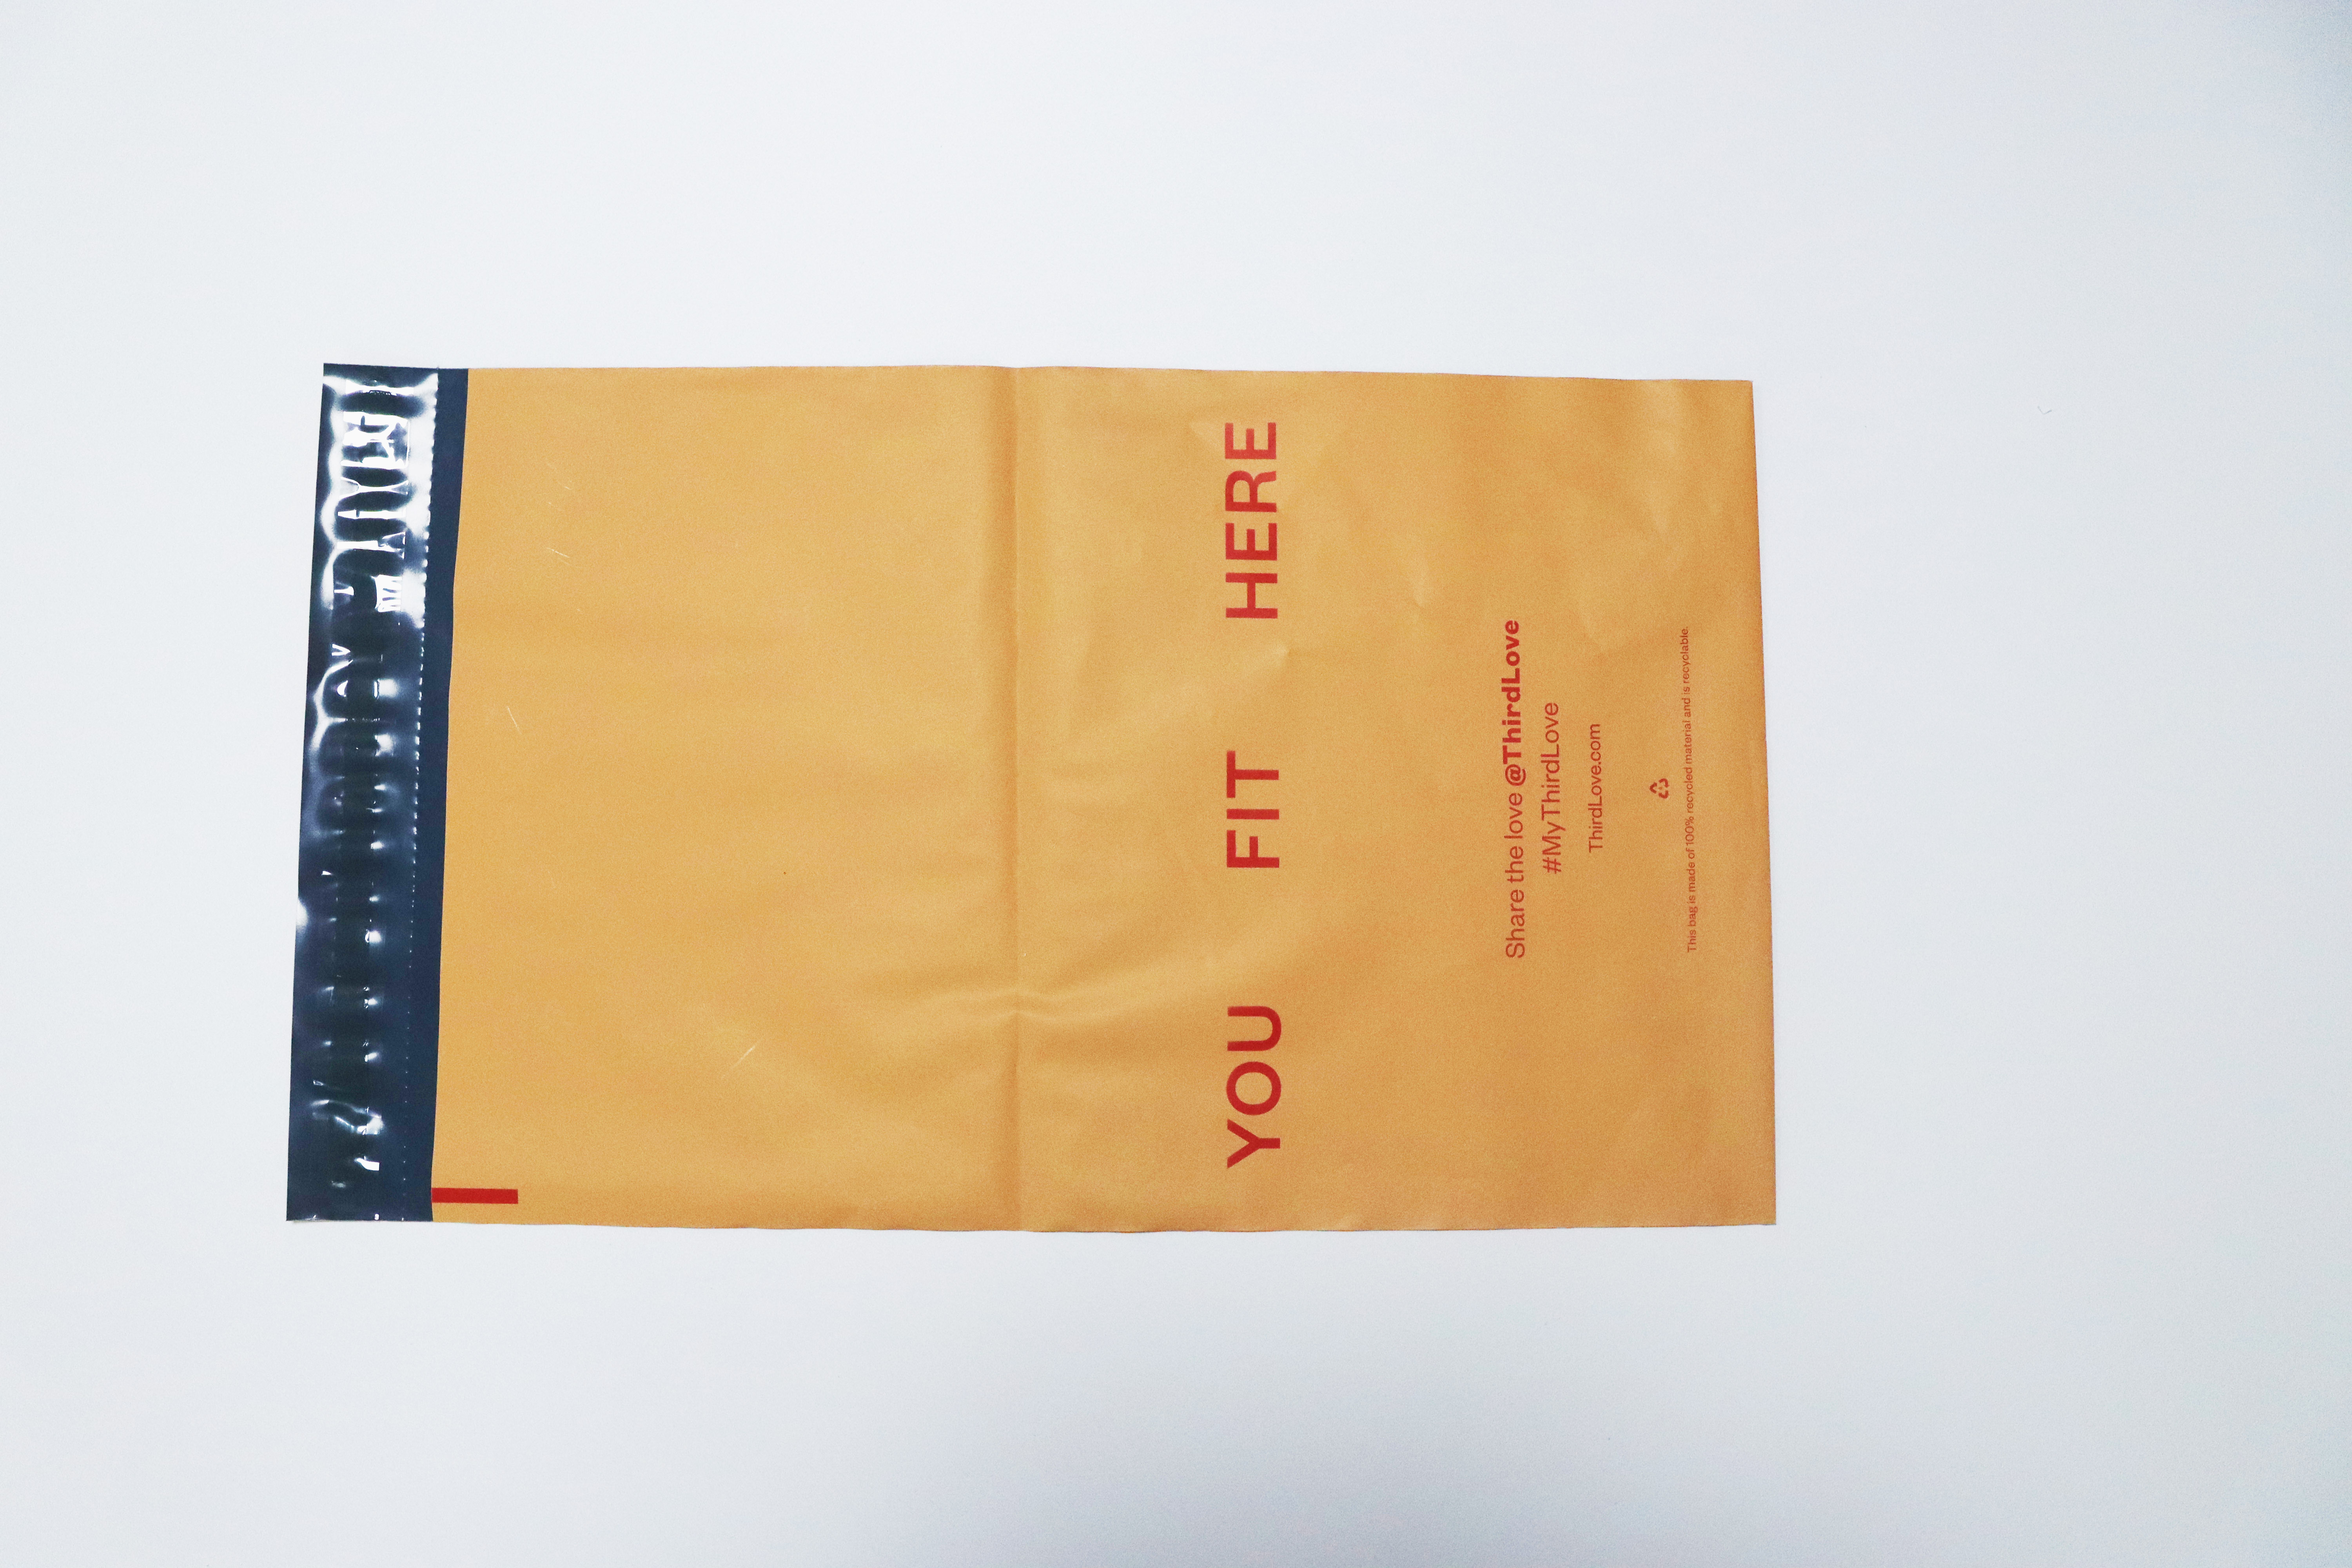 YOU FIT HERE
Share the love @ThirdLove
#MyThirdLove
ThirdLove.com
This bag is made of 100% recycled material and is recyclable.